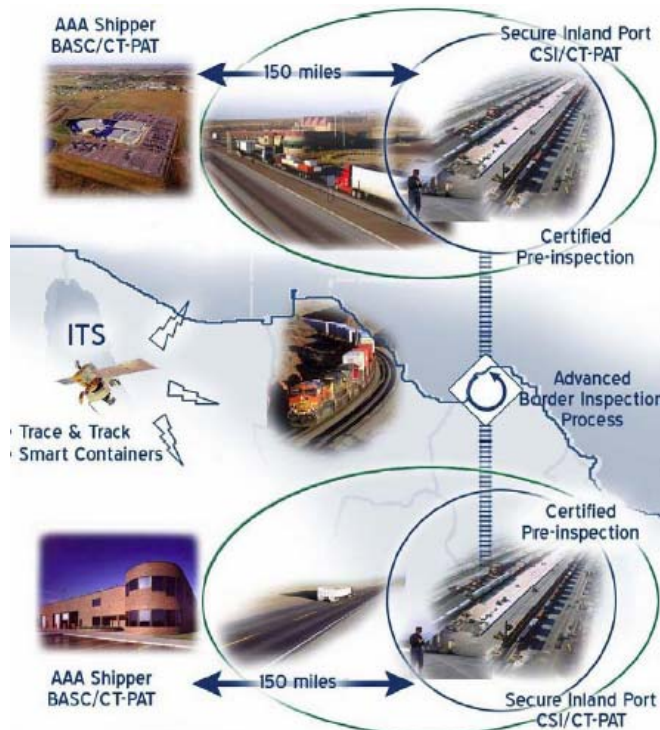 AAA Shipper
BASC/CT-PAT
150 miles
Secure Inland Port
CSI/CT-PAT
Certified
Pre-inspection
ITS
Trace & Track
Smart Containers
Advanced
Border Inspection
Process
Certified
Pre-inspection
AAA Shipper
BASC/CT-PAT
150 miles
Secure Inland Port
CSI/CT-PAT